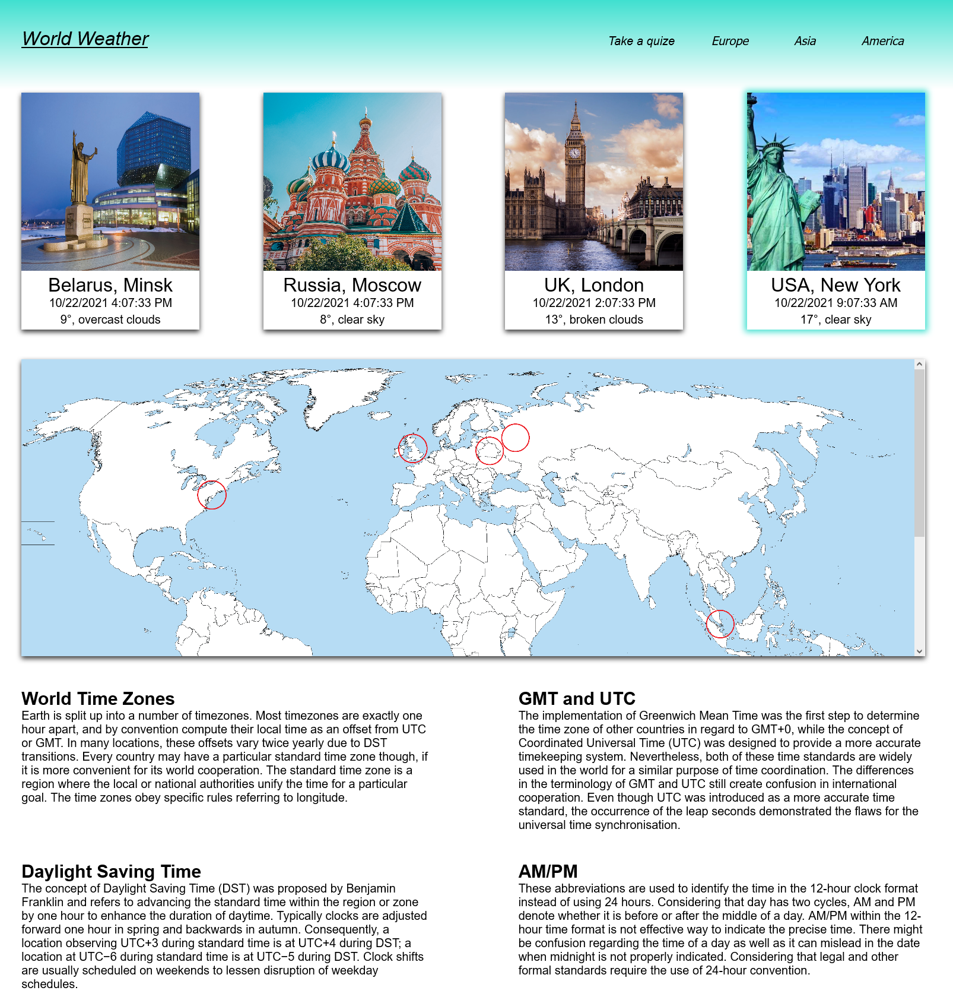 World Weather
Take a quize
Europe
Asia
America
Belarus, Minsk
10/22/2021 4:07:33 PM
9°, overcast clouds
Russia, Moscow
10/22/2021 4:07:33 PM
8°, clear sky
UK, London
10/22/2021 2:07:33 PM
13°, broken clouds
USA, New York
10/22/2021 9:07:33 AM
17°, clear sky
World Time Zones
Earth is split up into a number of timezones. Most timezones are exactly one
hour apart, and by convention compute their local time as an offset from UTC
or GMT. In many locations, these offsets vary twice yearly due to DST
transitions. Every country may have a particular standard time zone though, if
it is more convenient for its world cooperation. The standard time zone is a
region where the local or national authorities unify the time for a particular
goal. The time zones obey specific rules referring to longitude.
GMT and UTC
The implementation of Greenwich Mean Time was the first step to determine
the time zone of other countries in regard to GMT+0, while the concept of
Coordinated Universal Time (UTC) was designed to provide a more accurate
timekeeping system. Nevertheless, both of these time standards are widely
used in the world for a similar purpose of time coordination. The differences
in the terminology of GMT and UTC still create confusion in international
cooperation. Even though UTC was introduced as a more accurate time
standard, the occurrence of the leap seconds demonstrated the flaws for the
universal time synchronisation.
Daylight Saving Time
The concept of Daylight Saving Time (DST) was proposed by Benjamin
Franklin and refers to advancing the standard time within the region or zone
by one hour to enhance the duration of daytime. Typically clocks are adjusted
forward one hour in spring and backwards in autumn. Consequently, a
location observing UTC+3 during standard time is at UTC+4 during DST; a
location at UTC−6 during standard time is at UTC−5 during DST. Clock shifts
are usually scheduled on weekends to lessen disruption of weekday
schedules.
AM/PM
These abbreviations are used to identify the time in the 12-hour clock format
instead of using 24 hours. Considering that day has two cycles, AM and PM
denote whether it is before or after the middle of a day. AM/PM within the 12-
hour time format is not effective way to indicate the precise time. There might
be confusion regarding the time of a day as well as it can mislead in the date
when midnight is not properly indicated. Considering that legal and other
formal standards require the use of 24-hour convention.